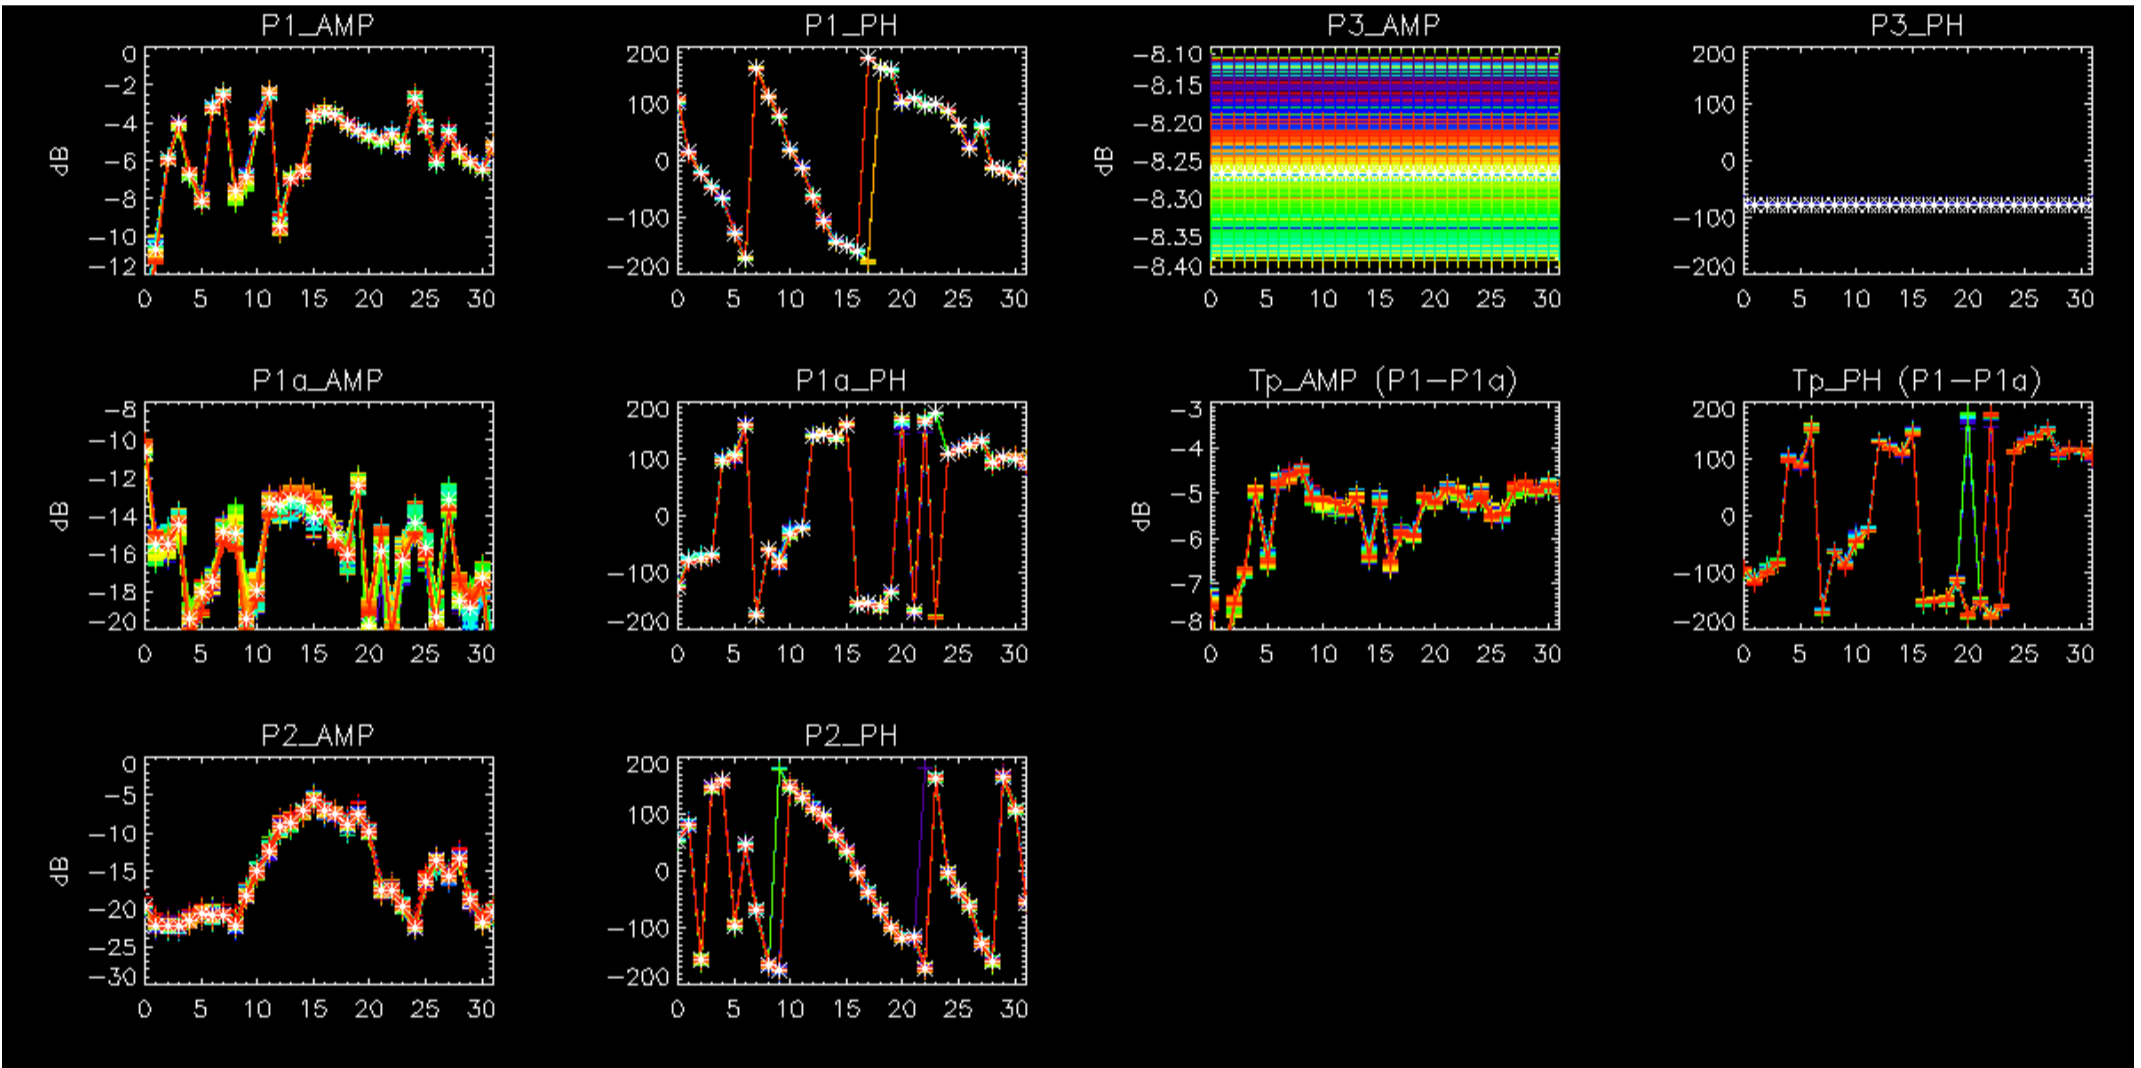 P1_AMP P1_PH P3_AMP P3_PH
0 200 -8.10 200
-2 100 -8.15 100
-4 0 -8.20 0
-6 -100 -8.25 -100
-8 -200 -8.30 -200
-10 -8.35
-12 -8.40
dB dB
0 5 10 15 20 25 30 0 5 10 15 20 25 30 0 5 10 15 20 25 30 0 5 10 15 20 25 30
P1a_AMP P1a_PH Tp_AMP (P1-P1a) Tp_PH (P1-P1a)
-8 200 -3 200
-10 100 -4 100
-12 0 -5 0
-14 -100 -6 -100
-16 -200 -7 -200
-18 -8
-20
dB dB
0 5 10 15 20 25 30 0 5 10 15 20 25 30 0 5 10 15 20 25 30 0 5 10 15 20 25 30
P2_AMP P2_PH
0 200
-5 100
-10 0
-15 -100
-20 -200
-25
-30
dB
0 5 10 15 20 25 30 0 5 10 15 20 25 30